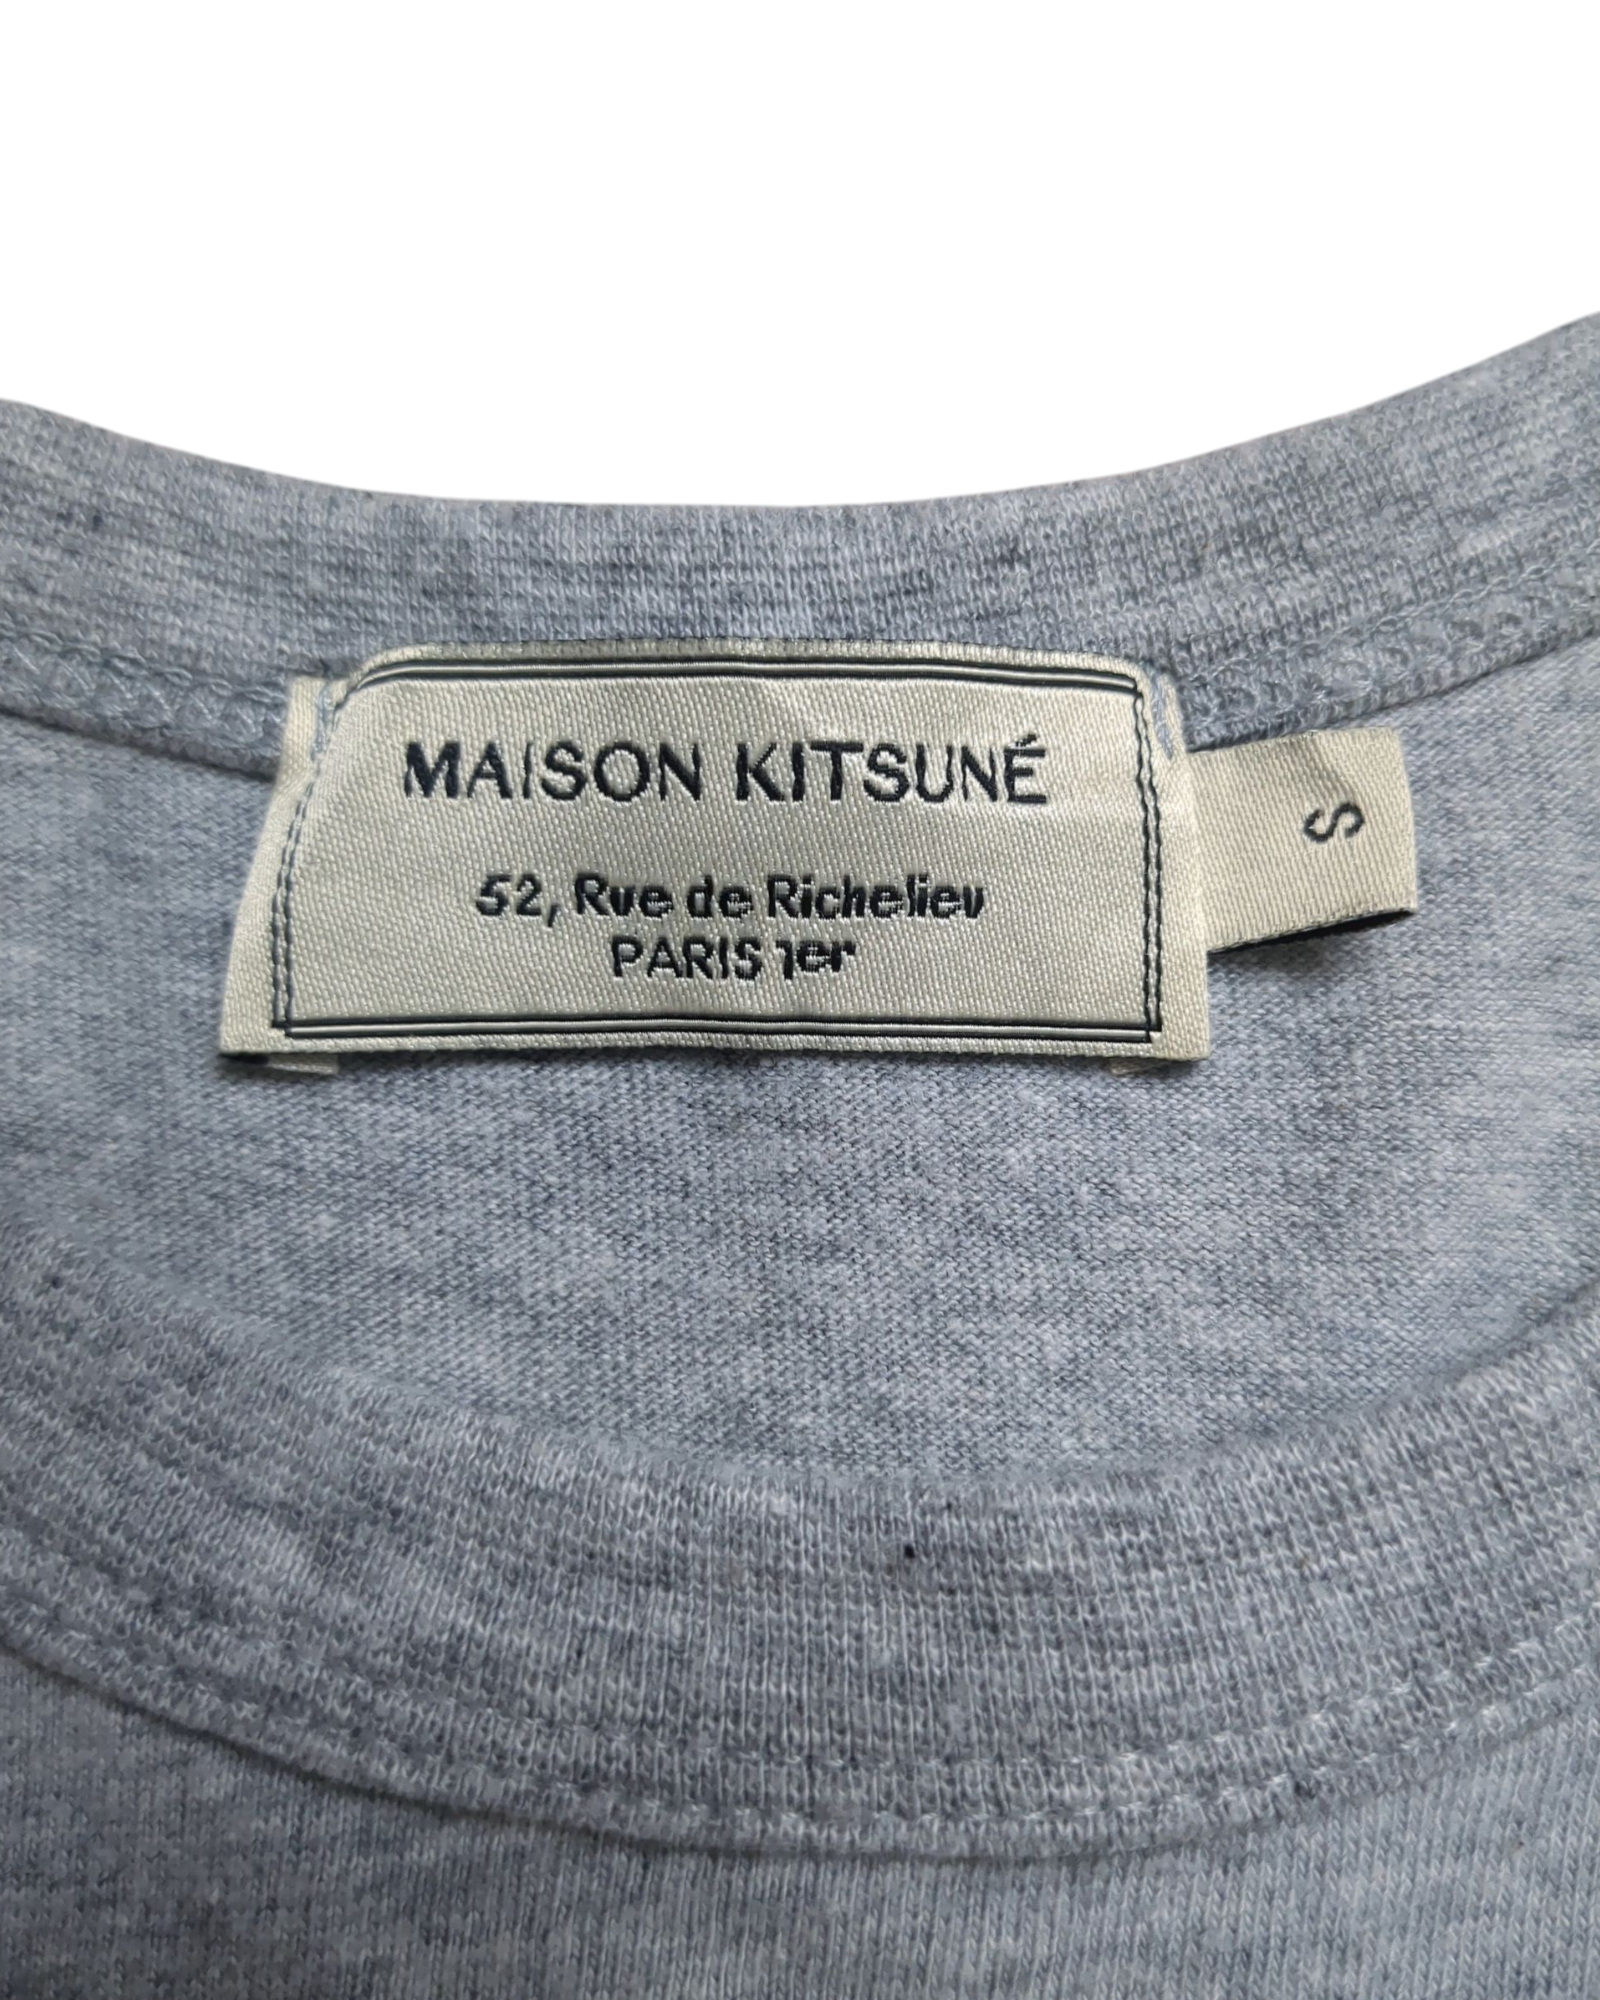 MAISON KITSUNÉ
52, Rue de Richelieu
PARIS 1er
S